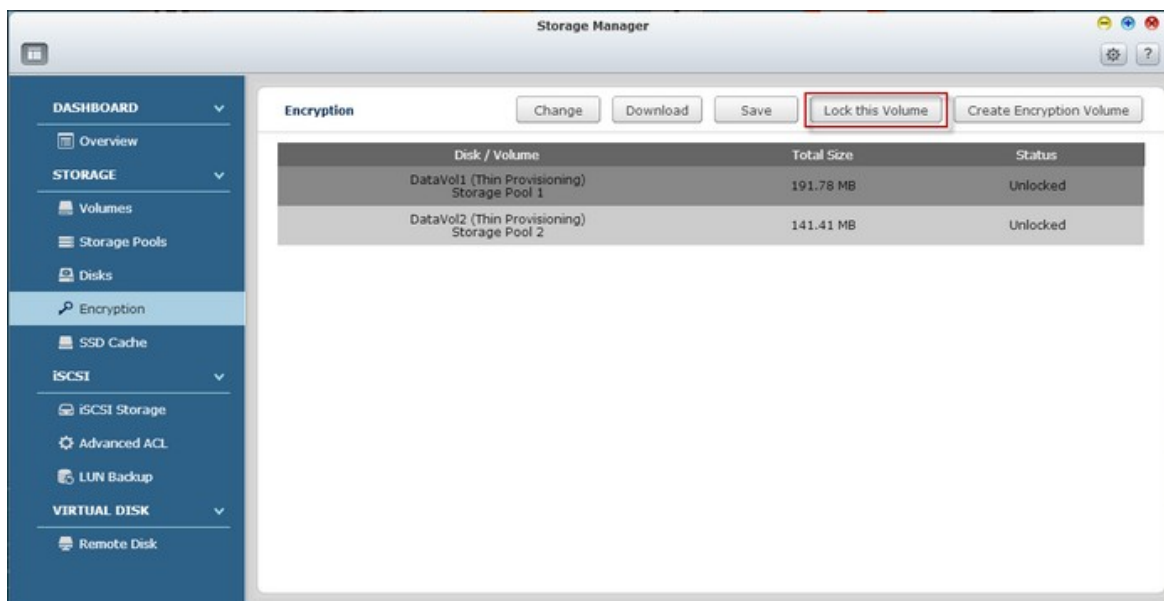 Storage Manager
?
DASHBOARD
Overview
STORAGE
Volumes
Storage Pools
Disks
Encryption
SSD Cache
iSCSI
iSCSI Storage
Advanced ACL
LUN Backup
VIRTUAL DISK
Remote Disk
Encryption Change Download Save Lock this Volume Create Encryption Volume
Disk / Volume Total Size Status
DataVol1 (Thin Provisioning)
Storage Pool 1 191.78 MB Unlocked
DataVol2 (Thin Provisioning)
Storage Pool 2 141.41 MB Unlocked